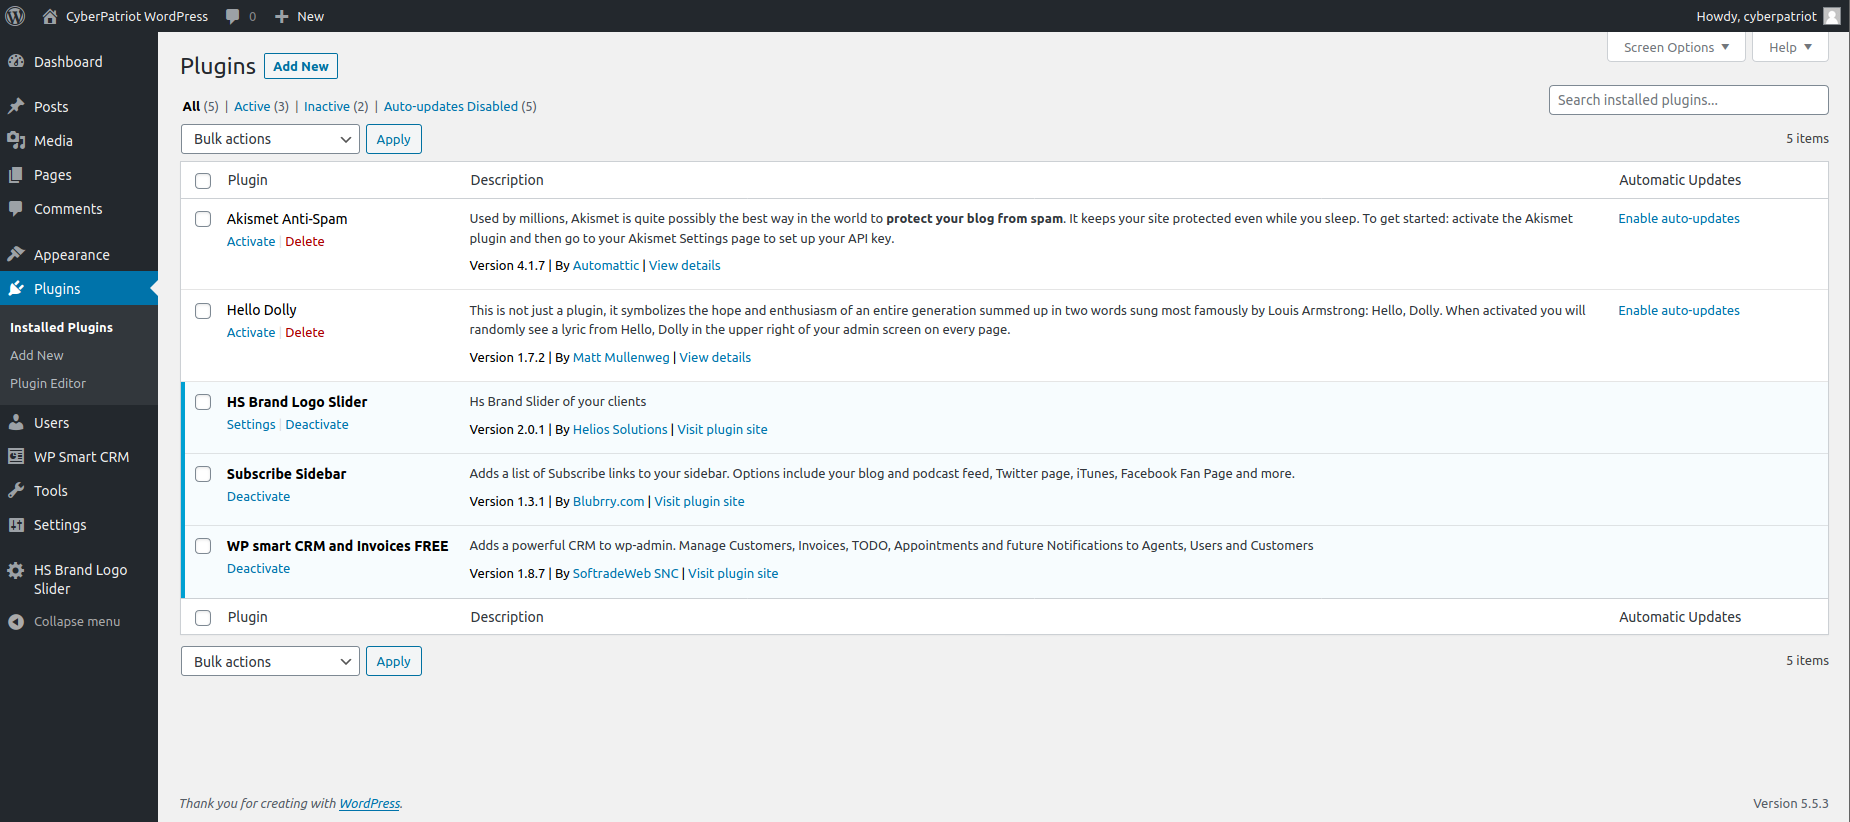 CyberPatriot WordPress 0 New Howdy, cyberpatriot
Dashboard
Posts
Media
Pages
Comments
Appearance
Plugins
Installed Plugins
Add New
Plugin Editor
Users
WP Smart CRM
Tools
Settings
HS Brand Logo
Slider
Collapse menu
Screen Options Help
Plugins Add New
All (5) | Active (3) | Inactive (2) | Auto-updates Disabled (5)
Search installed plugins...
Bulk actions Apply 5 items
Plugin Description Automatic Updates
Akismet Anti-Spam
Activate | Delete
Used by millions, Akismet is quite possibly the best way in the world to protect your blog from spam. It keeps your site protected even while you sleep. To get started: activate the Akismet
plugin and then go to your Akismet Settings page to set up your API key.
Version 4.1.7 | By Automattic | View details
Enable auto-updates
Hello Dolly
Activate | Delete
This is not just a plugin, it symbolizes the hope and enthusiasm of an entire generation summed up in two words sung most famously by Louis Armstrong: Hello, Dolly. When activated you will
randomly see a lyric from Hello, Dolly in the upper right of your admin screen on every page.
Version 1.7.2 | By Matt Mullenweg | View details
Enable auto-updates
HS Brand Logo Slider
Settings | Deactivate
Hs Brand Slider of your clients
Version 2.0.1 | By Helios Solutions | Visit plugin site
Subscribe Sidebar
Deactivate
Adds a list of Subscribe links to your sidebar. Options include your blog and podcast feed, Twitter page, iTunes, Facebook Fan Page and more.
Version 1.3.1 | By Blubrry.com | Visit plugin site
WP smart CRM and Invoices FREE
Deactivate
Adds a powerful CRM to wp-admin. Manage Customers, Invoices, TODO, Appointments and future Notifications to Agents, Users and Customers
Version 1.8.7 | By SoftradeWeb SNC | Visit plugin site
Plugin Description Automatic Updates
Bulk actions Apply 5 items
Thank you for creating with WordPress. Version 5.5.3